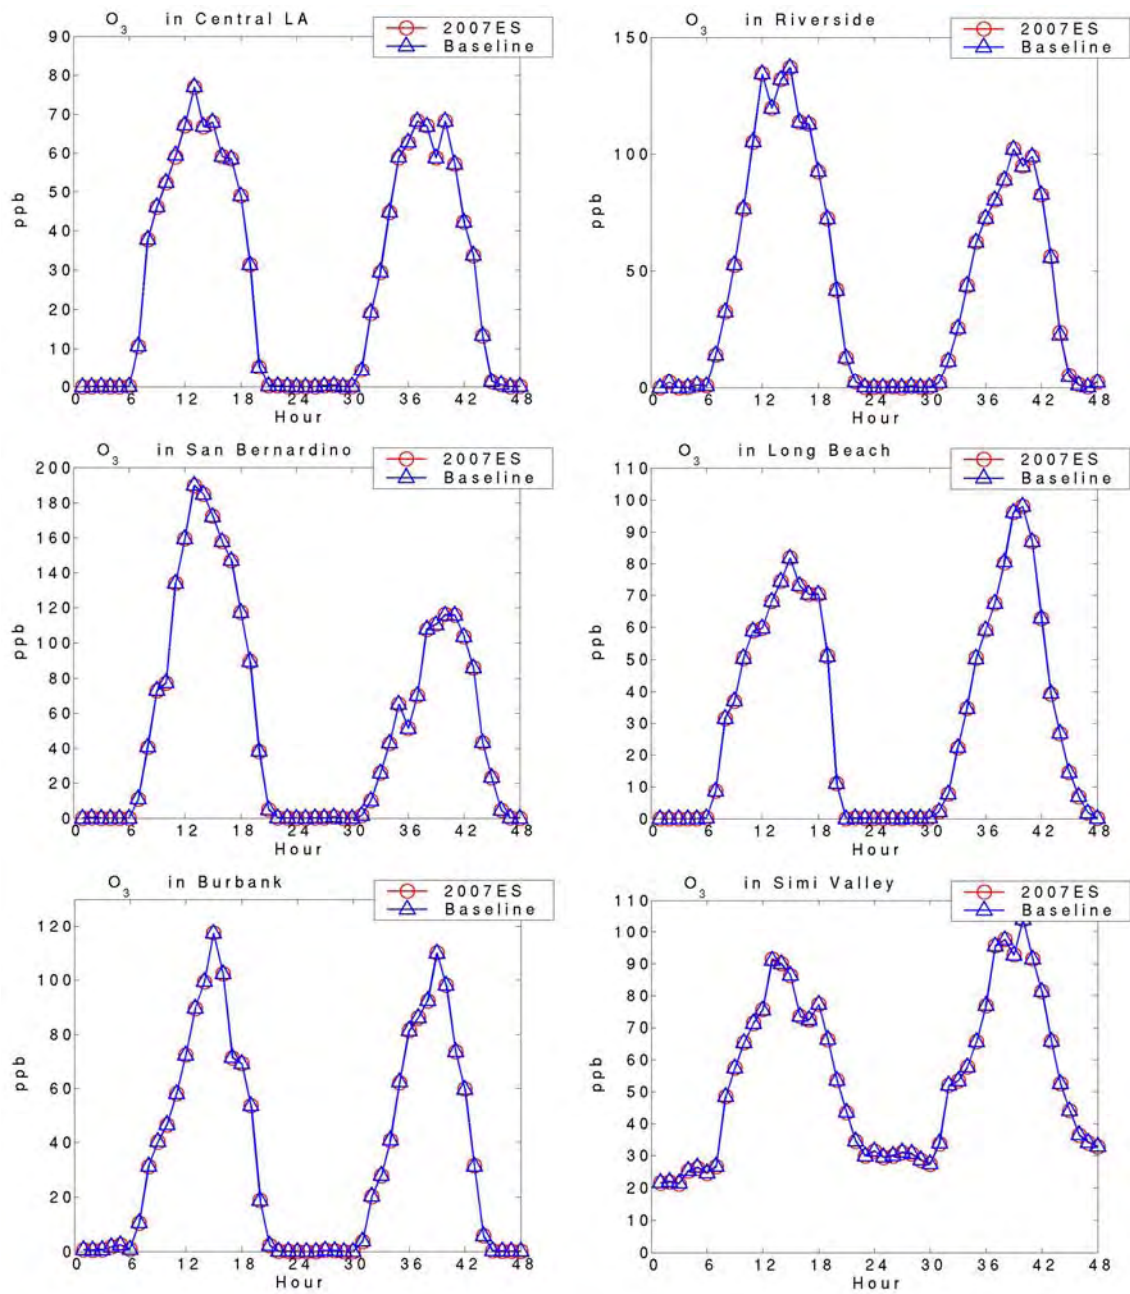 O3 in Central LA
2007ES
Baseline
90
80
70
60
50
40
30
20
10
0
ppb
0 6 12 18 24 30 36 42 48
Hour
O3 in Riverside
2007ES
Baseline
150
100
50
0
ppb
0 6 12 18 24 30 36 42 48
Hour
O3 in San Bernardino
2007ES
Baseline
200
180
160
140
120
100
80
60
40
20
0
ppb
0 6 12 18 24 30 36 42 48
Hour
O3 in Long Beach
2007ES
Baseline
110
100
90
80
70
60
50
40
30
20
10
0
ppb
0 6 12 18 24 30 36 42 48
Hour
O3 in Burbank
2007ES
Baseline
120
100
80
60
40
20
0
ppb
0 6 12 18 24 30 36 42 48
Hour
O3 in Simi Valley
2007ES
Baseline
110
100
90
80
70
60
50
40
30
20
10
0
ppb
0 6 12 18 24 30 36 42 48
Hour